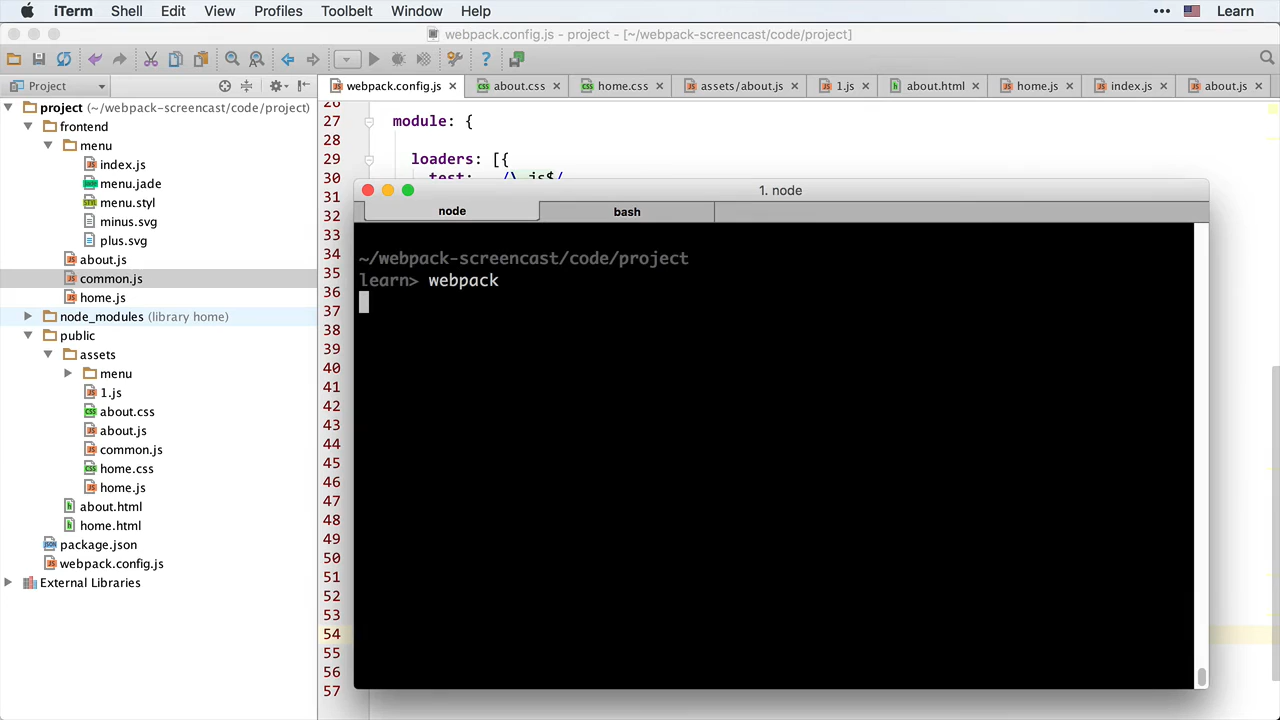 iTerm Shell Edit View Profiles Toolbelt Window Help Learn
webpack.config.js - project - [~/webpack-screencast/code/project]
Project
webpack.config.js about.css home.css assets/about.js 1.js about.html home.js index.js about.js
project (~/webpack-screencast/code/project)
frontend
menu
index.js
menu.jade
menu.styl
minus.svg
plus.svg
about.js
common.js
home.js
node_modules (library home)
public
assets
menu
1.js
about.css
about.js
common.js
home.css
home.js
about.html
home.html
package.json
webpack.config.js
External Libraries
26
27 module: {
28
29 loaders: [{
30 test: /\.js$/
31
32
33
34
35
36
37
38
39
40
41
42
43
44
45
46
47
48
49
50
51
52
53
54
55
56
57
1. node
node bash
~/webpack-screencast/code/project
learn> webpack